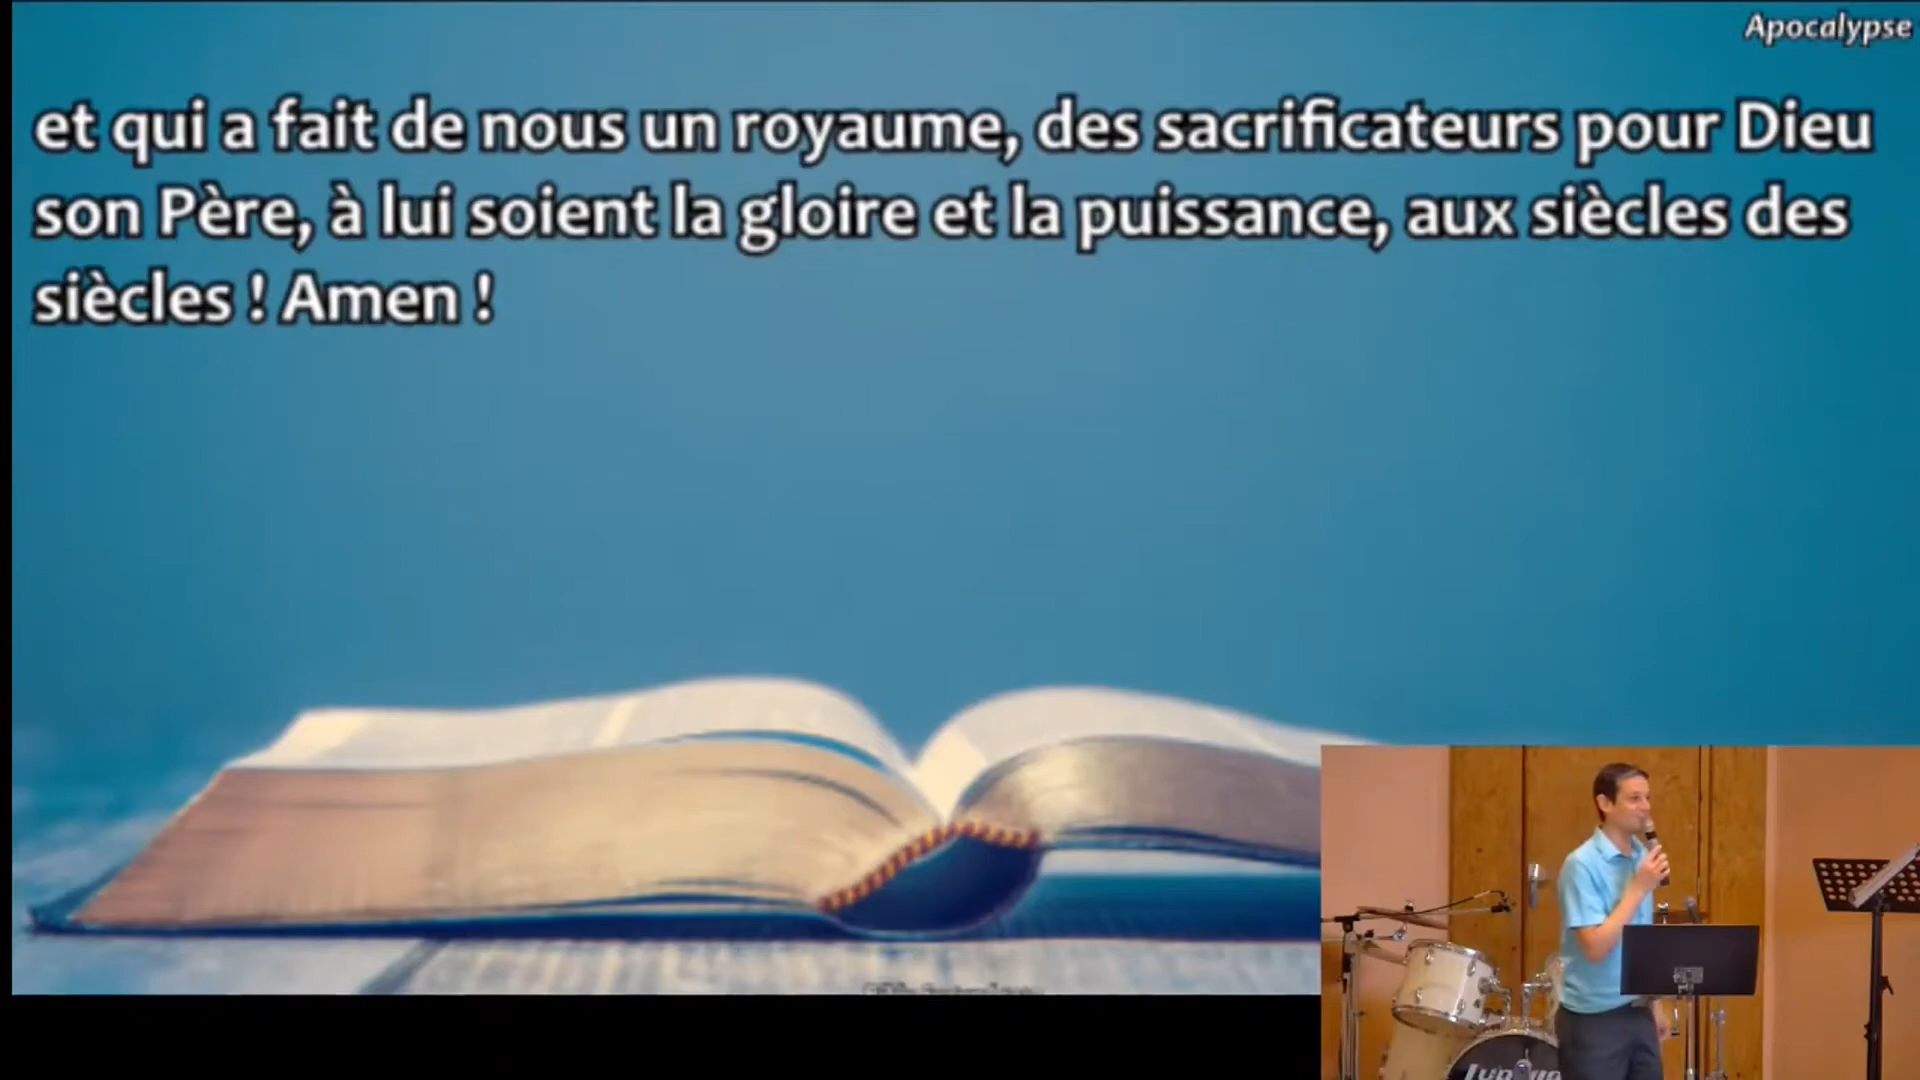 Apocalypse
et qui a fait de nous un royaume, des sacrificateurs pour Dieu
son Père, à lui soient la gloire et la puissance, aux siècles des
siècles ! Amen !